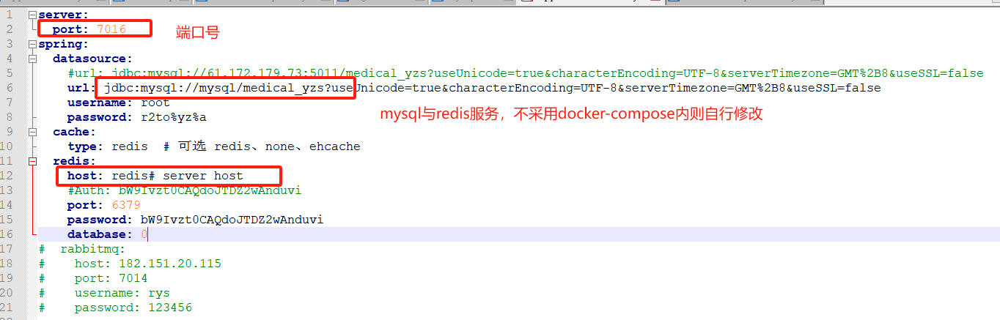 1 server:
2 port: 7016
端口号
3 spring:
4 datasource:
5 #url: jdbc:mysql://61.172.179.73:5011/medical_yzs?useUnicode=true&characterEncoding=UTF-8&serverTimezone=GMT%2B8&useSSL=false
6 url: jdbc:mysql://mysql/medical_yzs?useUnicode=true&characterEncoding=UTF-8&serverTimezone=GMT%2B8&useSSL=false
7 username: root
8 password: r2to%yz%a
mysql与redis服务，不采用docker-compose内则自行修改
9 cache:
10 type: redis # 可选 redis、none、ehcache
11 redis:
12 host: redis# server host
13 #Auth: bW9Ivzt0CAQdoJTDZ2wAnduvi
14 port: 6379
15 password: bW9Ivzt0CAQdoJTDZ2wAnduvi
16 database: 0
17 # rabbitmq:
18 # host: 182.151.20.115
19 # port: 7014
20 # username: rys
21 # password: 123456